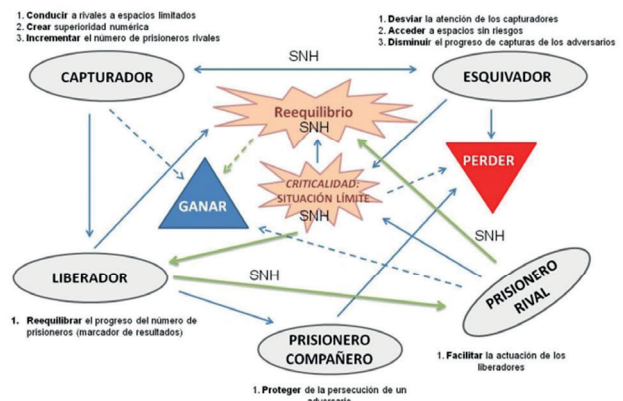 1. Conducir a rivales a espacios limitados
2. Crear superioridad numérica
3. Incrementar el número de prisioneros rivales
1. Desviar la atención de los capturadores
2. Acceder a espacios sin riesgos
3. Disminuir el progreso de capturas de los adversarios
CAPTURADOR
SNH
ESQUIVADOR
Reequilibrio
SNH
PERDER
CRITICALIDAD:
SITUACIÓN LÍMITE
SNH
GANAR
SNH
LIBERADOR
SNH
PRISIONERO
RIVAL
1. Reequilibrar el progreso del número de
prisioneros (marcador de resultados)
PRISIONERO
COMPAÑERO
1. Facilitar la actuación de los
liberadores
1. Proteger de la persecución de un
adversario